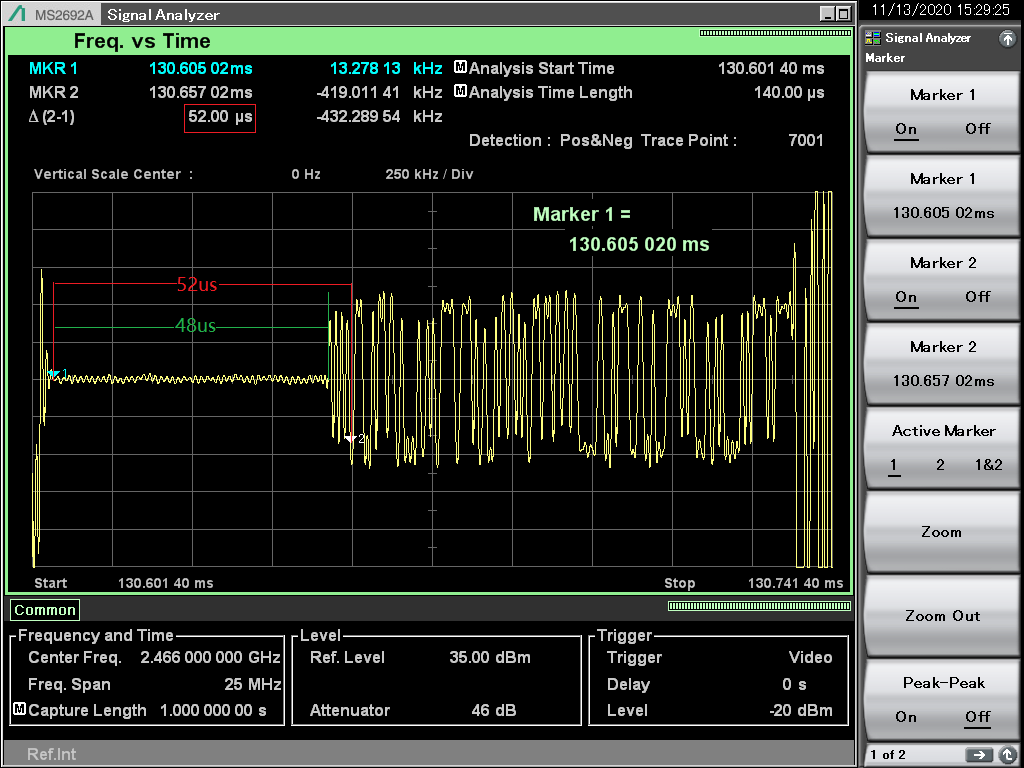 MS2692A Signal Analyzer 11/13/2020 15:29:25
Freq. vs Time
MKR 1 130.605 02ms 13.278 13 kHz M Analysis Start Time 130.601 40 ms
MKR 2 130.657 02ms -419.011 41 kHz M Analysis Time Length 140.00 µs
Δ (2-1) 52.00 µs -432.289 54 kHz
Detection : Pos&Neg Trace Point : 7001
Vertical Scale Center : 0 Hz 250 kHz / Div
Marker 1 =
130.605 020 ms
52us
48us
1
2
Start 130.601 40 ms Stop 130.741 40 ms
Common
Frequency and Time
Center Freq. 2.466 000 000 GHz
Freq. Span 25 MHz
M Capture Length 1.000 000 00 s
Level
Ref. Level 35.00 dBm
Attenuator 46 dB
Trigger
Trigger Video
Delay 0 s
Level -20 dBm
Ref.Int
Signal Analyzer
Marker
Marker 1
On Off
Marker 1
130.605 02ms
Marker 2
On Off
Marker 2
130.657 02ms
Active Marker
1 2 1&2
Zoom
Zoom Out
Peak-Peak
On Off
1 of 2